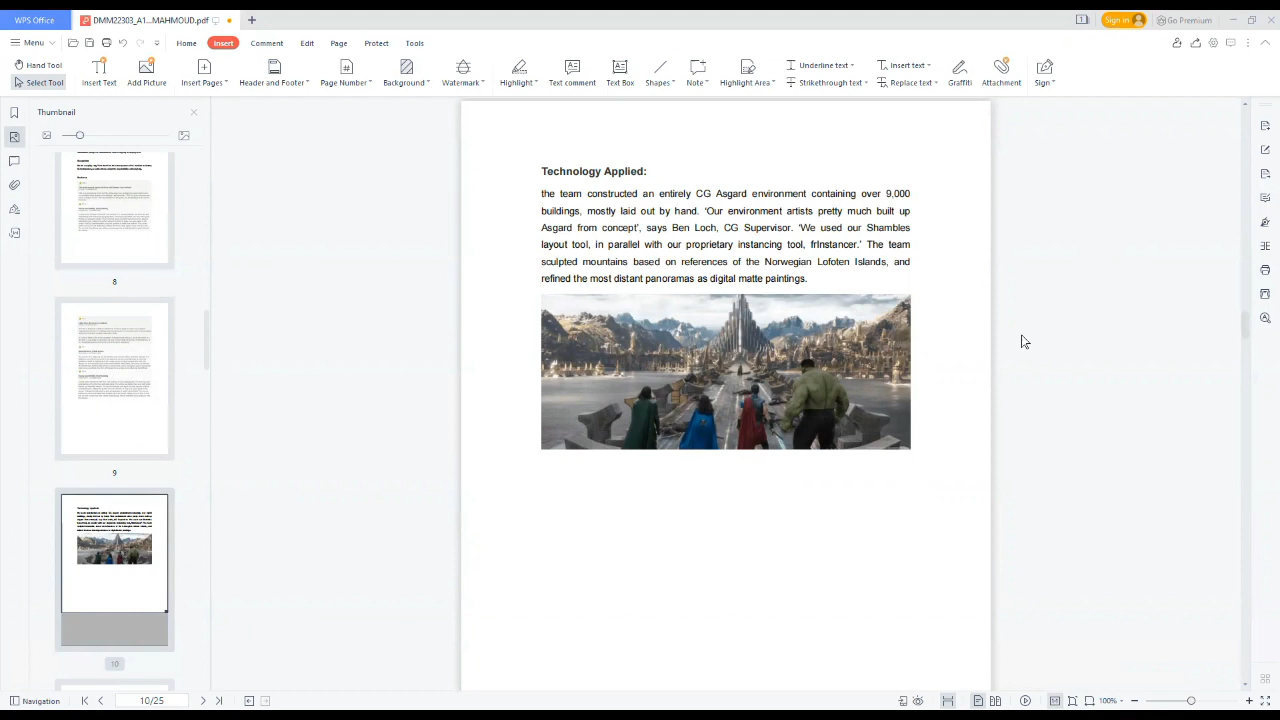 WPS Office
DMM22303_A1...MAHMOUD.pdf
1
Sign in
Go Premium
Menu
Home
Insert
Comment
Edit
Page
Protect
Tools
Hand Tool
Select Tool
Insert Text
Add Picture
Insert Pages
Page Number
Header and Footer
Background
Watermark
Highlight
Text comment
Text Box
Shapes
Note
Highlight Area
Underline text
Strikethrough text
Insert text
Replace text
Graffiti
Attachment
Sign
Thumbnail
8
9
10
Technology Applied:
the team constructed an entirely CG Asgard environment containing over 9,000
buildings, mostly laid out by hand. ‘Our environment artists pretty much built up
Asgard from concept’, says Ben Loch, CG Supervisor. ‘We used our Shambles
layout tool, in parallel with our proprietary instancing tool, frInstancer.’ The team
sculpted mountains based on references of the Norwegian Lofoten Islands, and
refined the most distant panoramas as digital matte paintings.
Navigation
10/25
100%